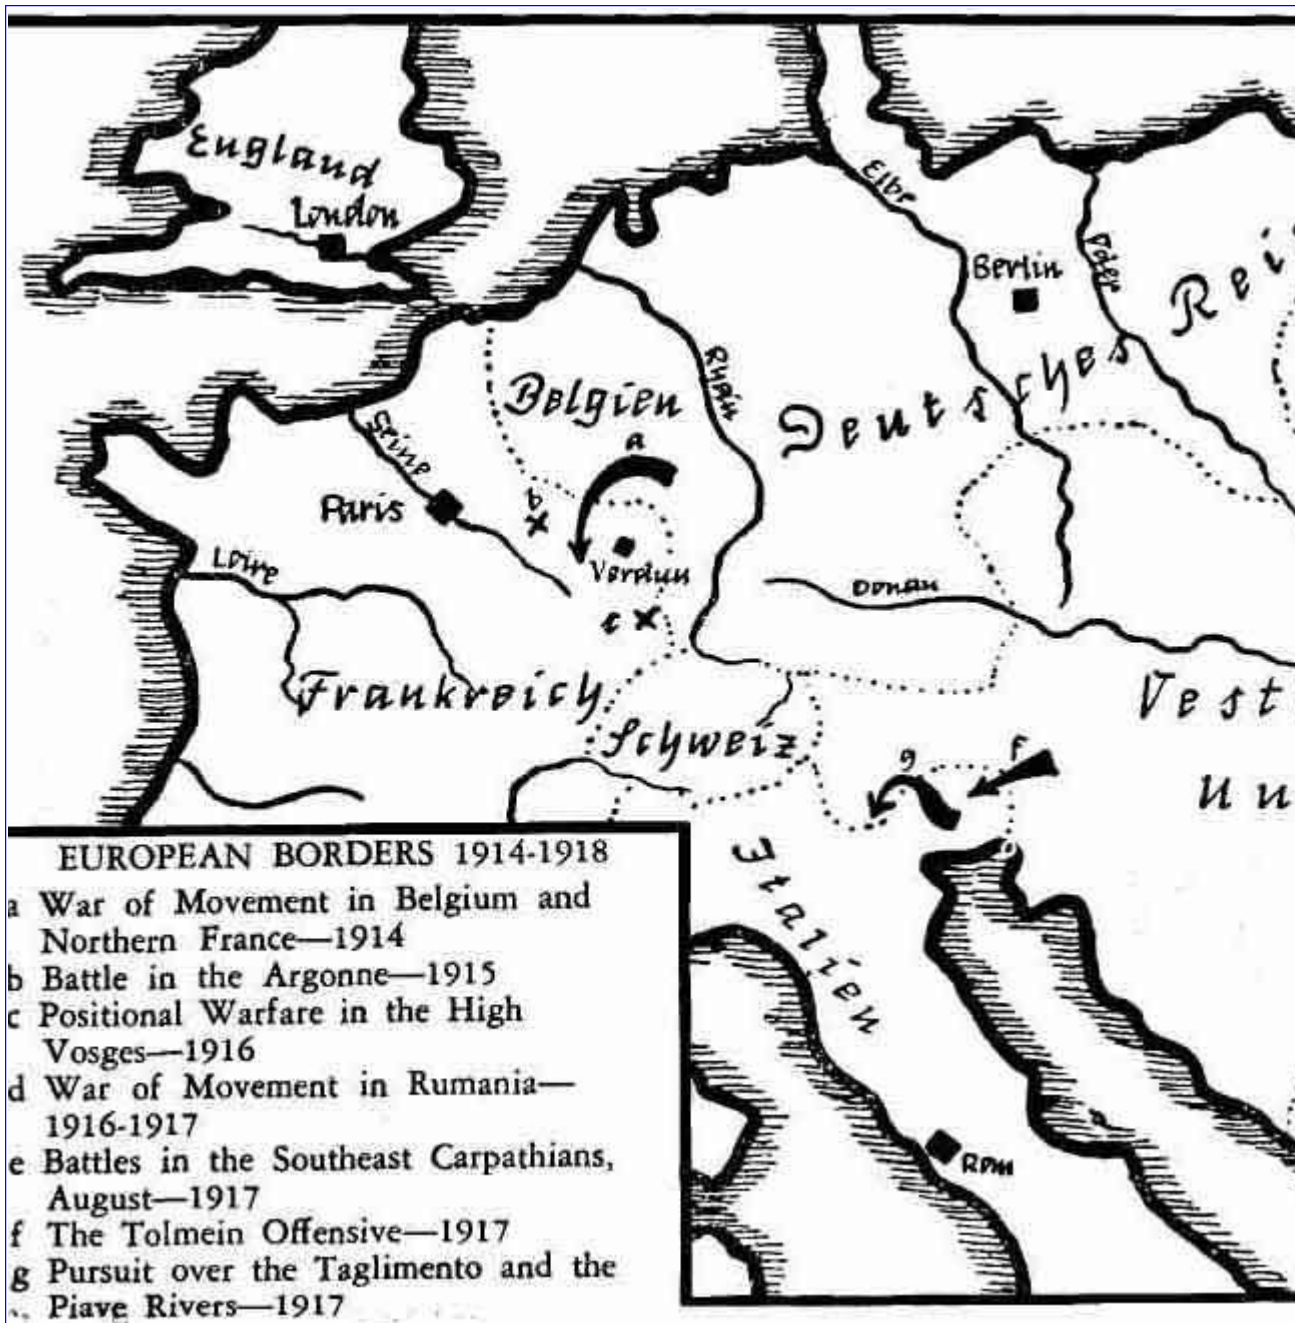 England
London
Elbe
Berlin
Oder
Rei
Rhein
Belgien
Deutsches
a
Seine
b
Paris
Verdun
Loire
Donau
c
Frankreich
Vest
Schweiz
g
f
Un
EUROPEAN BORDERS 1914-1918
a War of Movement in Belgium and
Northern France—1914
b Battle in the Argonne—1915
c Positional Warfare in the High
Vosges—1916
d War of Movement in Rumania—
1916-1917
e Battles in the Southeast Carpathians,
August—1917
f The Tolmein Offensive—1917
g Pursuit over the Taglimento and the
Piave Rivers—1917
Italien
Rom